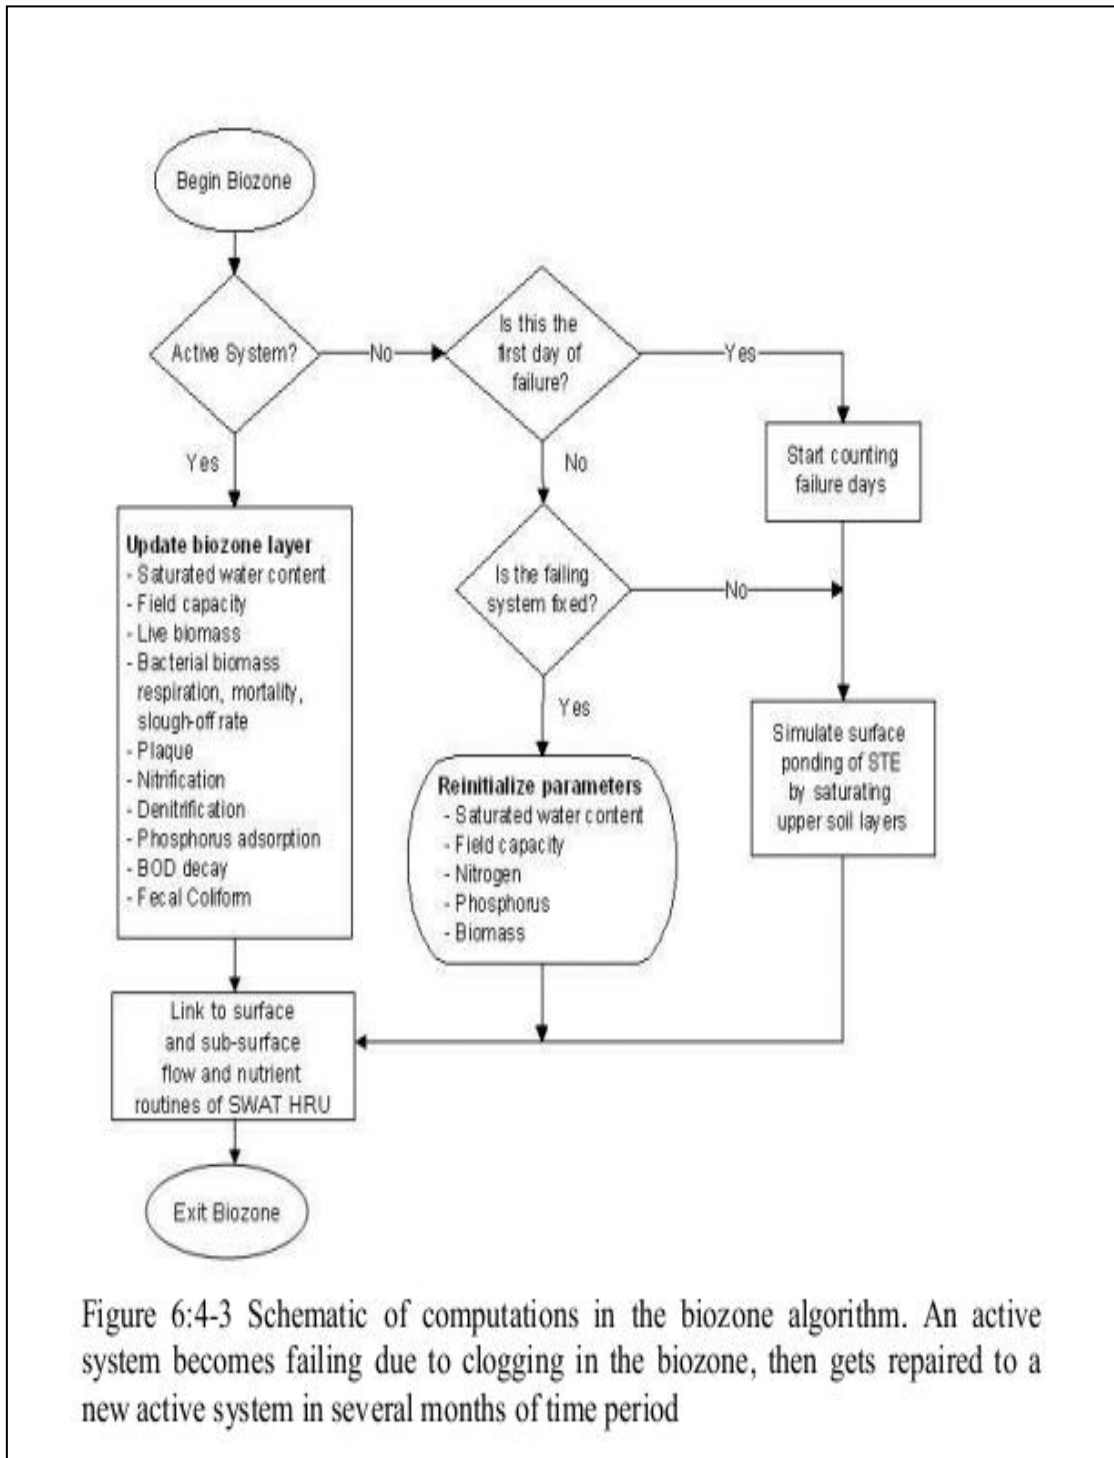 Begin Biozone
Active System?
No
Is this the
first day of
failure?
Yes
Start counting
failure days
Yes
No
Update biozone layer
- Saturated water content
- Field capacity
- Live biomass
- Bacterial biomass
respiration, mortality,
slough-off rate
- Plaque
- Nitrification
- Denitrification
- Phosphorus adsorption
- BOD decay
- Fecal Coliform
Is the failing
system fixed?
No
Yes
Simulate surface
ponding of STE
by saturating
upper soil layers
Reinitialize parameters
- Saturated water content
- Field capacity
- Nitrogen
- Phosphorus
- Biomass
Link to surface
and sub-surface
flow and nutrient
routines of SWAT HRU
Exit Biozone
Figure 6:4-3 Schematic of computations in the biozone algorithm. An active
system becomes failing due to clogging in the biozone, then gets repaired to a
new active system in several months of time period